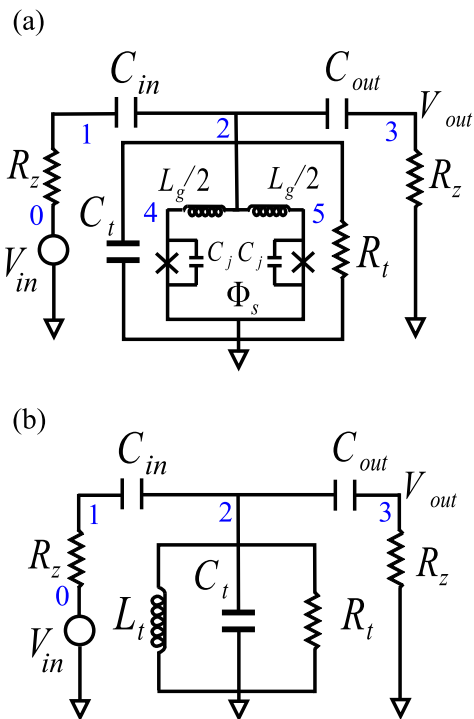 (a)
C_in C_out
1 2 3 V_out
R_z L_g/2 L_g/2 R_z
0 C_t 4 5
V_in C_j C_j R_t
Φ_s
(b)
C_in C_out
1 2 3 V_out
R_z C_t R_z
0 L_t R_t
V_in